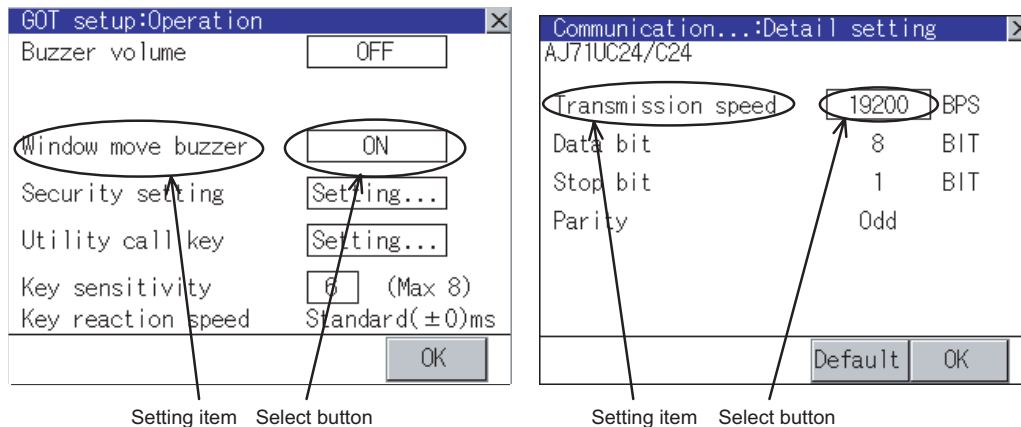 GOT setup:Operation
Buzzer volume OFF
Window move buzzer ON
Security setting Setting...
Utility call key Setting...
Key sensitivity 6 (Max 8)
Key reaction speed Standard(±0)ms
OK
Setting item Select button
Communication...:Detail setting
AJ71UC24/C24
Transmission speed 19200 BPS
Data bit 8 BIT
Stop bit 1 BIT
Parity Odd
Default OK
Setting item Select button